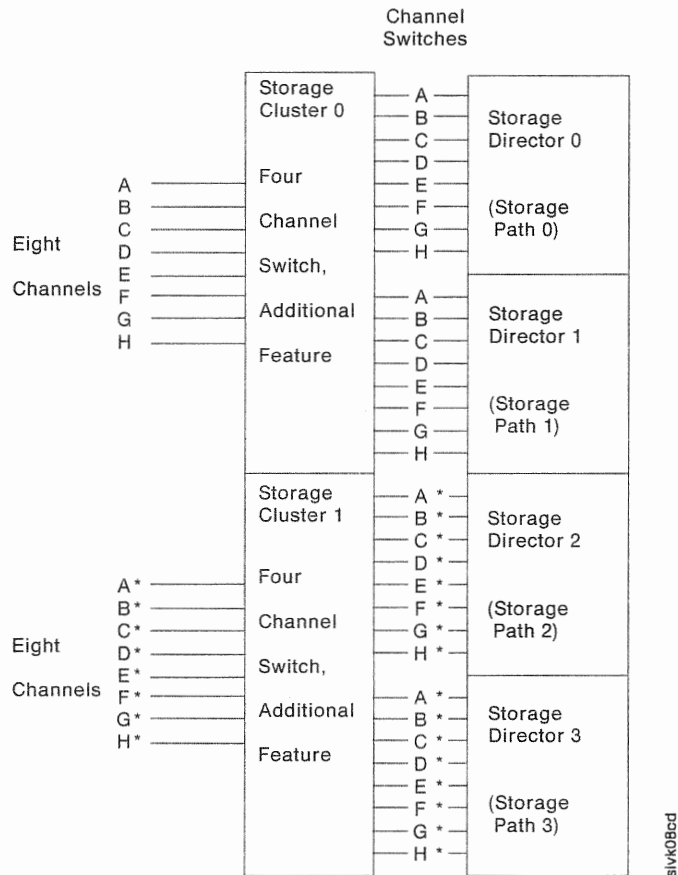 Channel
Switches
Storage
Cluster 0
Four
Channel
Switch,
Additional
Feature
Eight
Channels
A
B
C
D
E
F
G
H
A
B
C
D
E
F
G
H
Storage
Director 0
(Storage
Path 0)
A
B
C
D
E
F
G
H
Storage
Director 1
(Storage
Path 1)
Storage
Cluster 1
Four
Channel
Switch,
Additional
Feature
Eight
Channels
A*
B*
C*
D*
E*
F*
G*
H*
A *
B *
C *
D *
E *
F *
G *
H *
Storage
Director 2
(Storage
Path 2)
A *
B *
C *
D *
E *
F *
G *
H *
Storage
Director 3
(Storage
Path 3)
sivk08cd